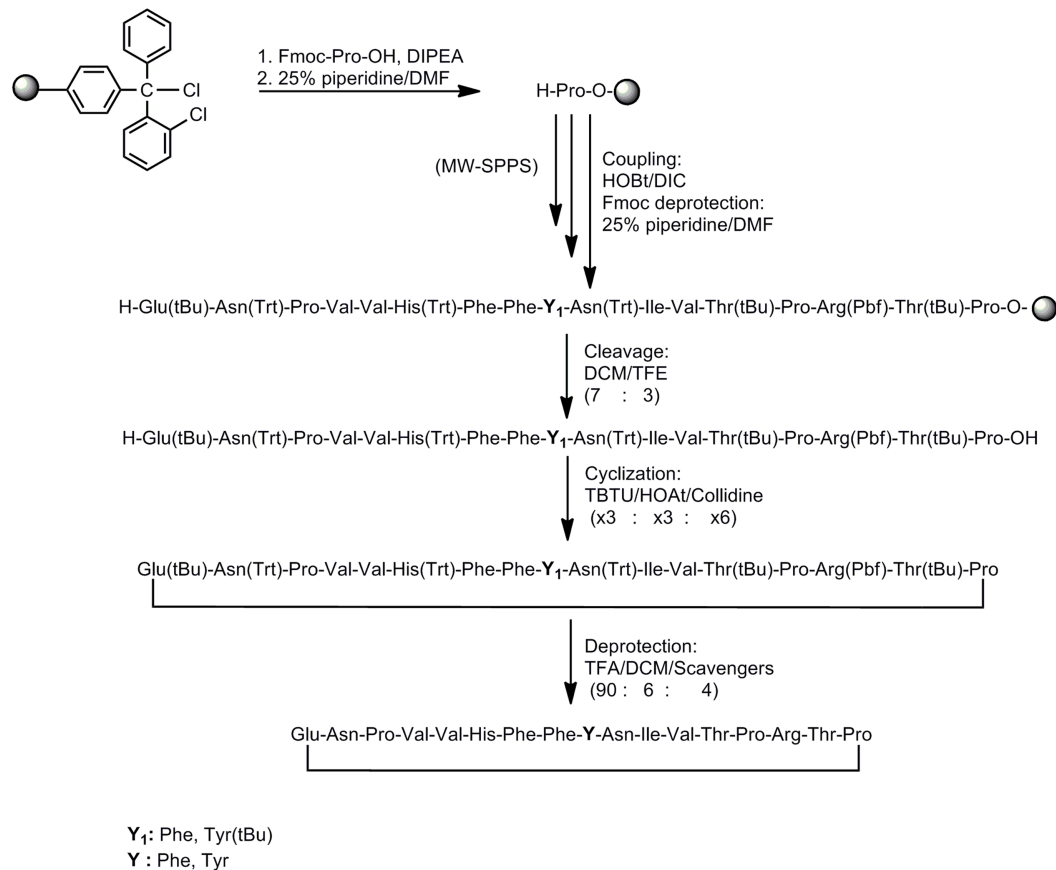 Cl
Cl
C
1. Fmoc-Pro-OH, DIPEA
2. 25% piperidine/DMF
H-Pro-O-
(MW-SPPS)
Coupling:
HOBt/DIC
Fmoc deprotection:
25% piperidine/DMF
H-Glu(tBu)-Asn(Trt)-Pro-Val-Val-His(Trt)-Phe-Phe-Y₁-Asn(Trt)-Ile-Val-Thr(tBu)-Pro-Arg(Pbf)-Thr(tBu)-Pro-O-
Cleavage:
DCM/TFE
(7 : 3)
H-Glu(tBu)-Asn(Trt)-Pro-Val-Val-His(Trt)-Phe-Phe-Y₁-Asn(Trt)-Ile-Val-Thr(tBu)-Pro-Arg(Pbf)-Thr(tBu)-Pro-OH
Cyclization:
TBTU/HOAt/Collidine
(x3 : x3 : x6)
Glu(tBu)-Asn(Trt)-Pro-Val-Val-His(Trt)-Phe-Phe-Y₁-Asn(Trt)-Ile-Val-Thr(tBu)-Pro-Arg(Pbf)-Thr(tBu)-Pro
Deprotection:
TFA/DCM/Scavengers
(90 : 6 : 4)
Glu-Asn-Pro-Val-Val-His-Phe-Phe-Y-Asn-Ile-Val-Thr-Pro-Arg-Thr-Pro
Y₁: Phe, Tyr(tBu)
Y : Phe, Tyr